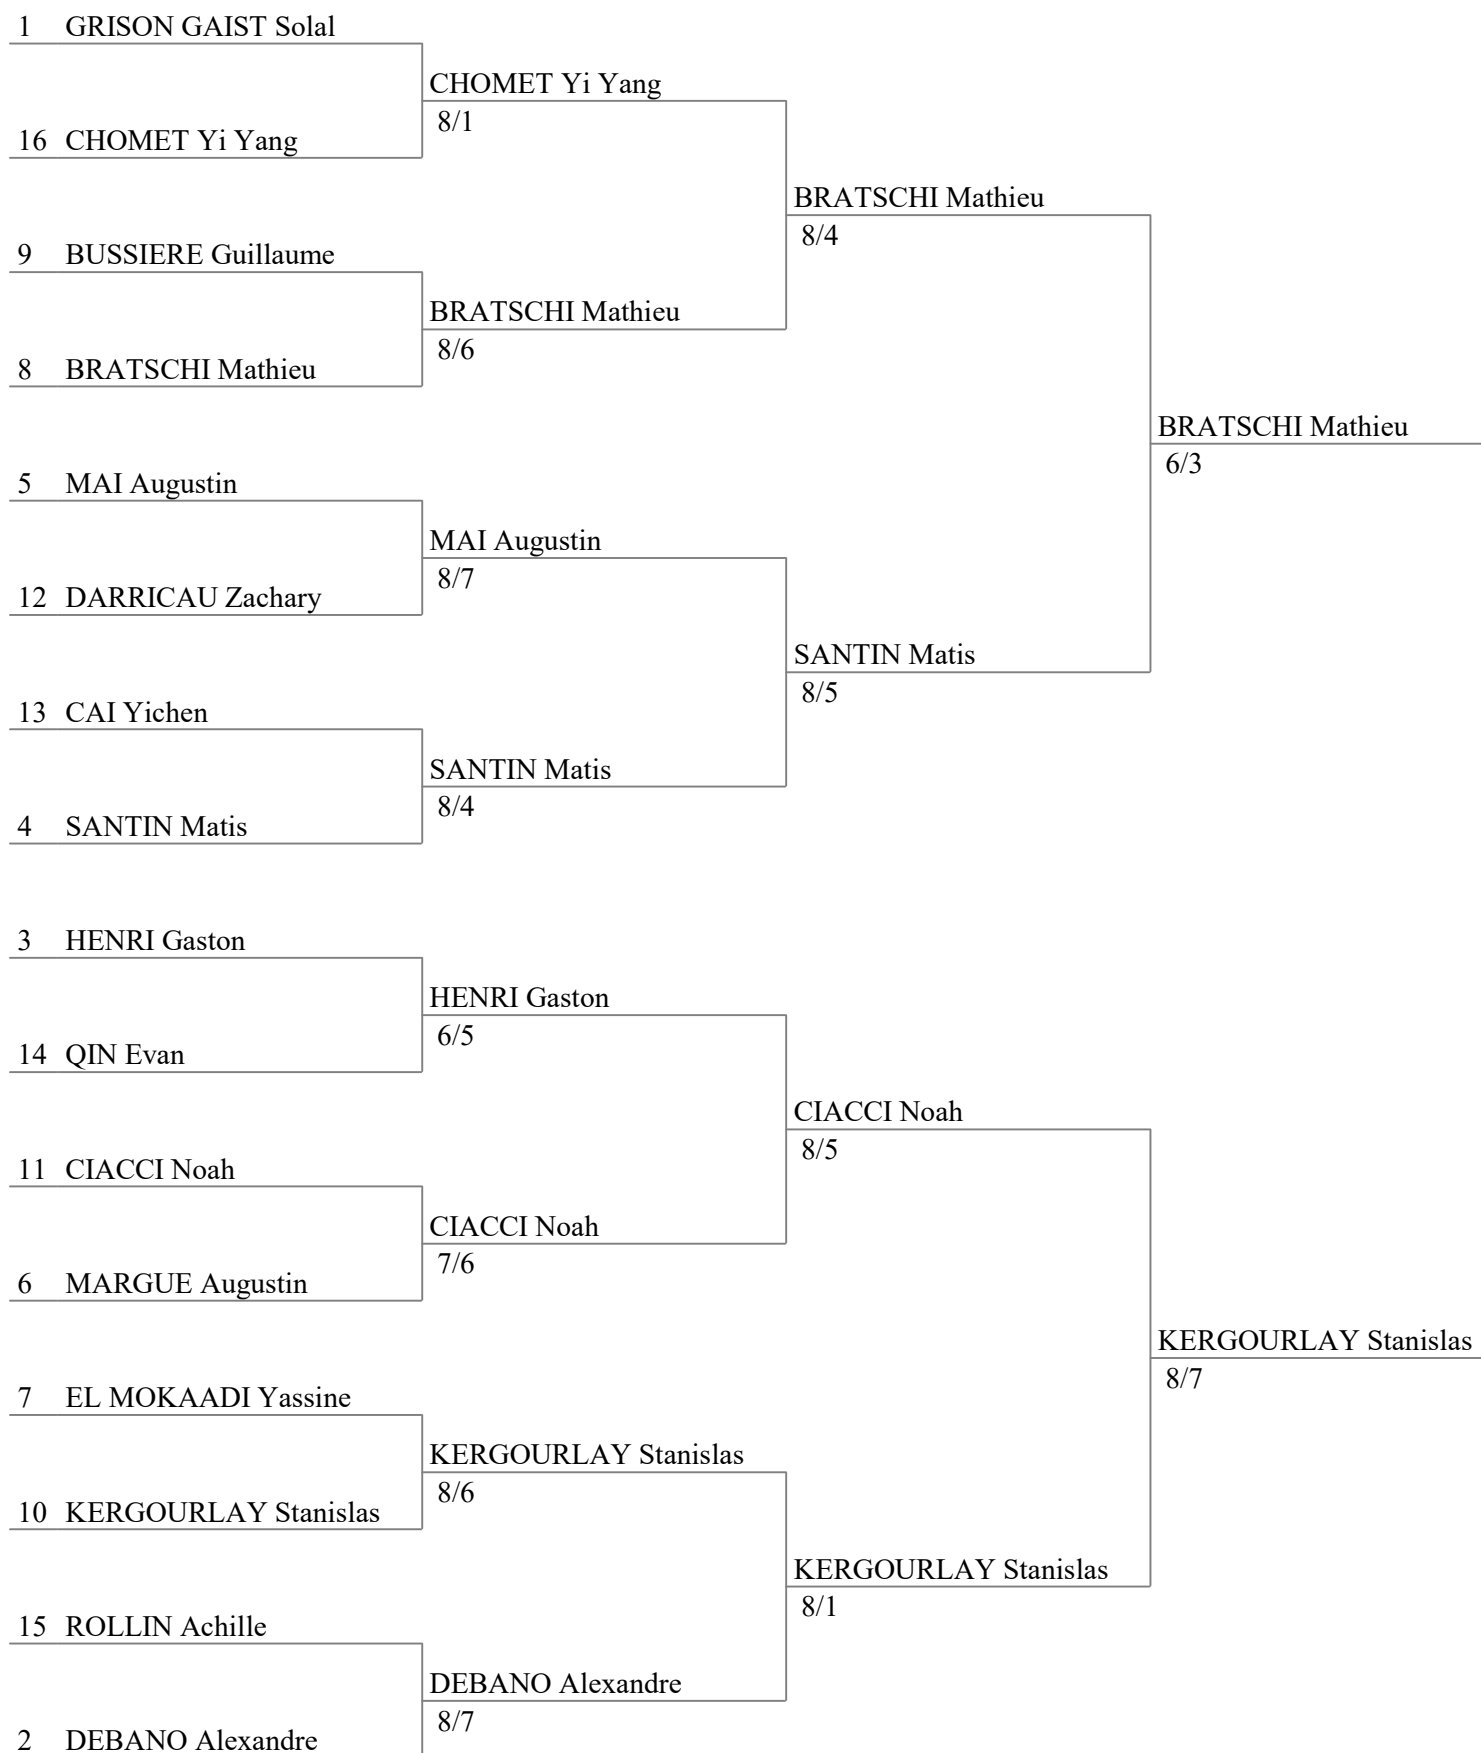 1 GRISON GAIST Solal
CHOMET Yi Yang
8/1
16 CHOMET Yi Yang
BRATSCHI Mathieu
8/4
9 BUSSIERE Guillaume
BRATSCHI Mathieu
8/6
8 BRATSCHI Mathieu
BRATSCHI Mathieu
6/3
5 MAI Augustin
MAI Augustin
8/7
12 DARRICAU Zachary
SANTIN Matis
8/5
13 CAI Yichen
SANTIN Matis
8/4
4 SANTIN Matis
3 HENRI Gaston
HENRI Gaston
6/5
14 QIN Evan
CIACCI Noah
8/5
11 CIACCI Noah
CIACCI Noah
7/6
6 MARGUE Augustin
KERGOURLAY Stanislas
8/7
7 EL MOKAADI Yassine
KERGOURLAY Stanislas
8/6
10 KERGOURLAY Stanislas
KERGOURLAY Stanislas
8/1
15 ROLLIN Achille
DEBANO Alexandre
8/7
2 DEBANO Alexandre